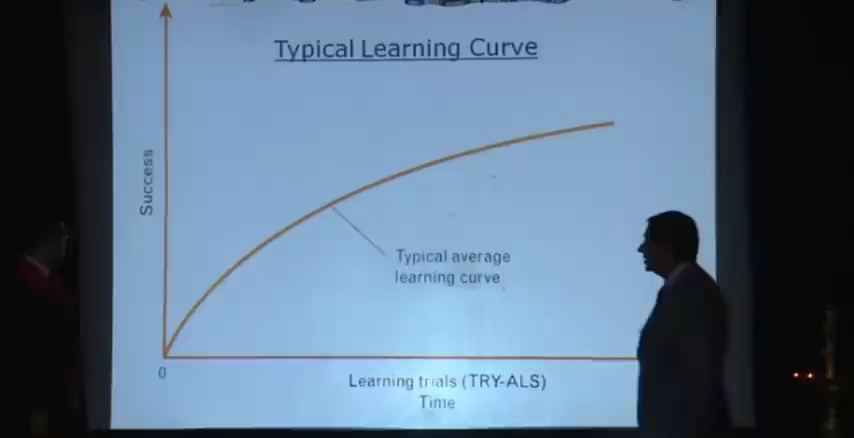 Typical Learning Curve
Success
Typical average
learning curve
0
Learning trials (TRY-ALS)
Time